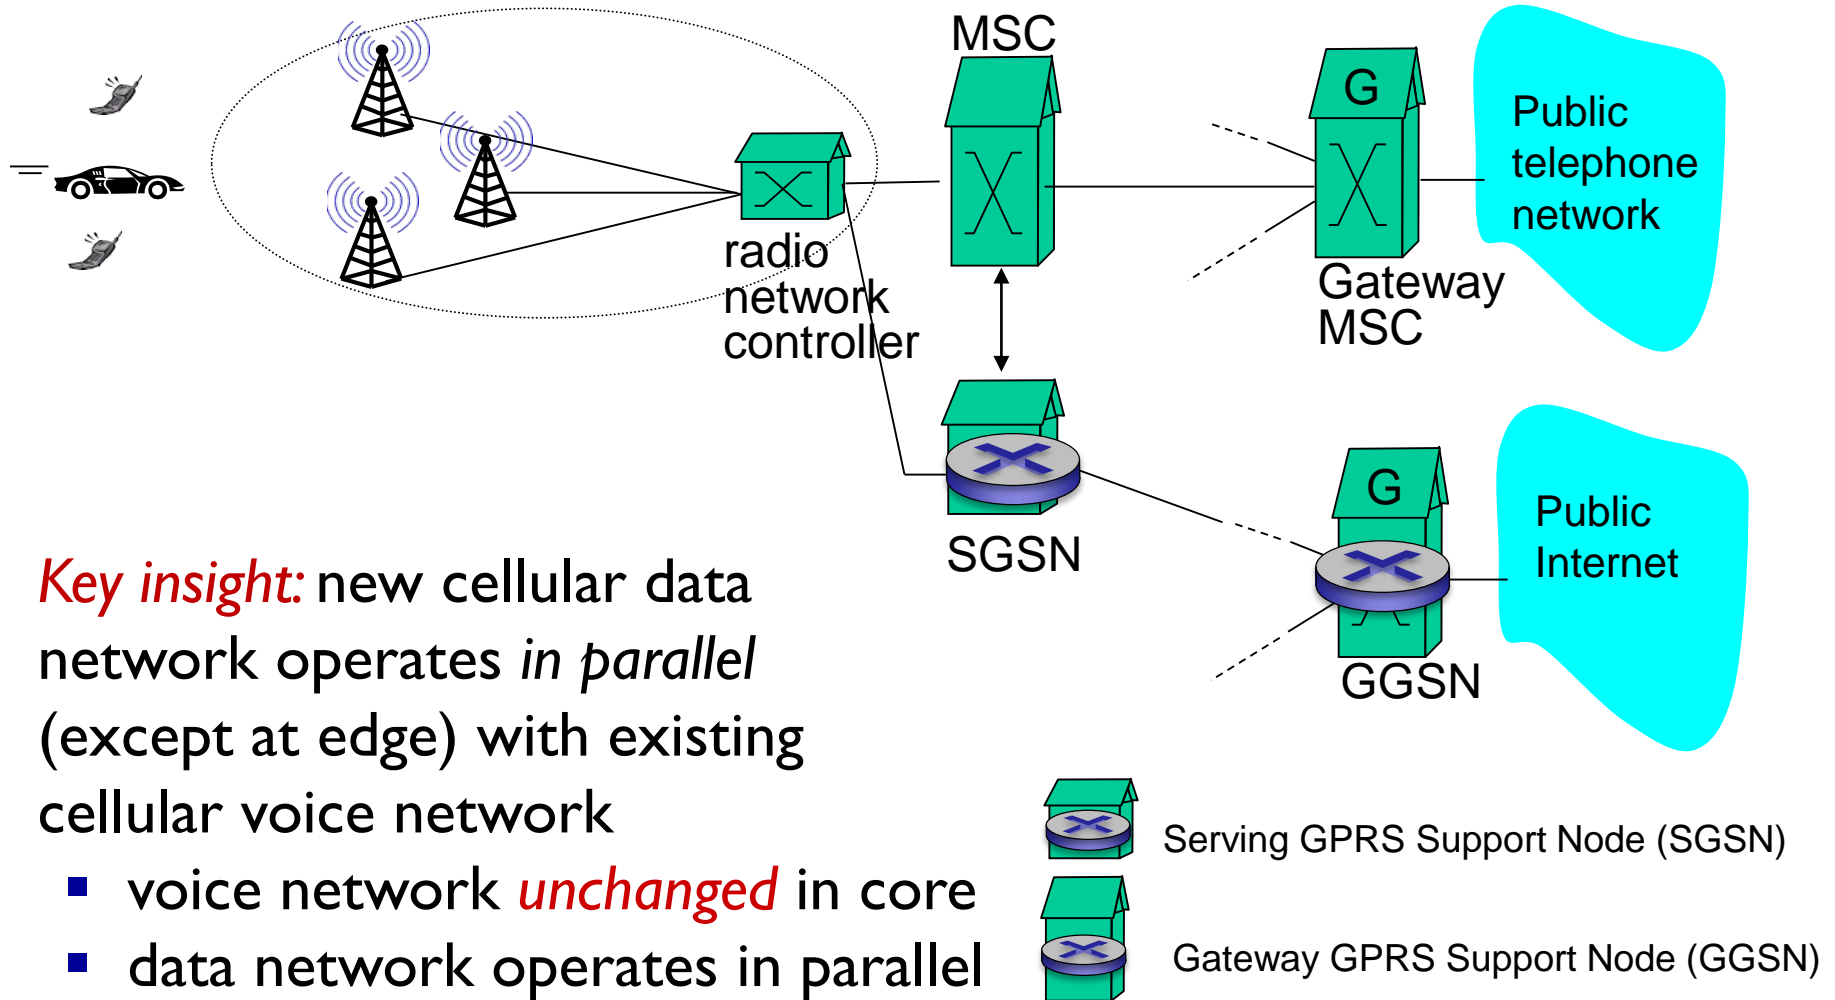 MSC
G
Public
telephone
network
radio
network
controller
Gateway
MSC
G
Public
Internet
SGSN
GGSN
Key insight: new cellular data
network operates in parallel
(except at edge) with existing
cellular voice network
▪ voice network unchanged in core
▪ data network operates in parallel
Serving GPRS Support Node (SGSN)
Gateway GPRS Support Node (GGSN)